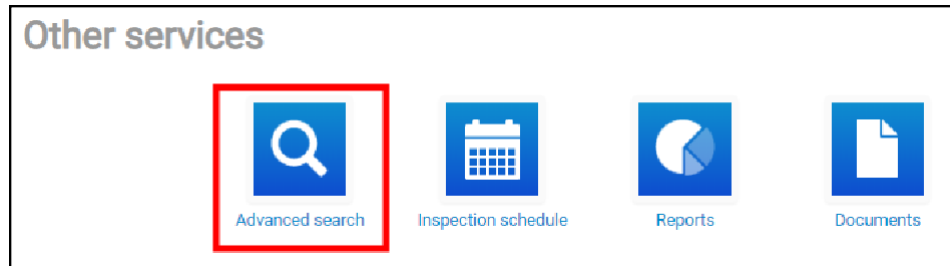 Other services
Advanced search
Inspection schedule
Reports
Documents